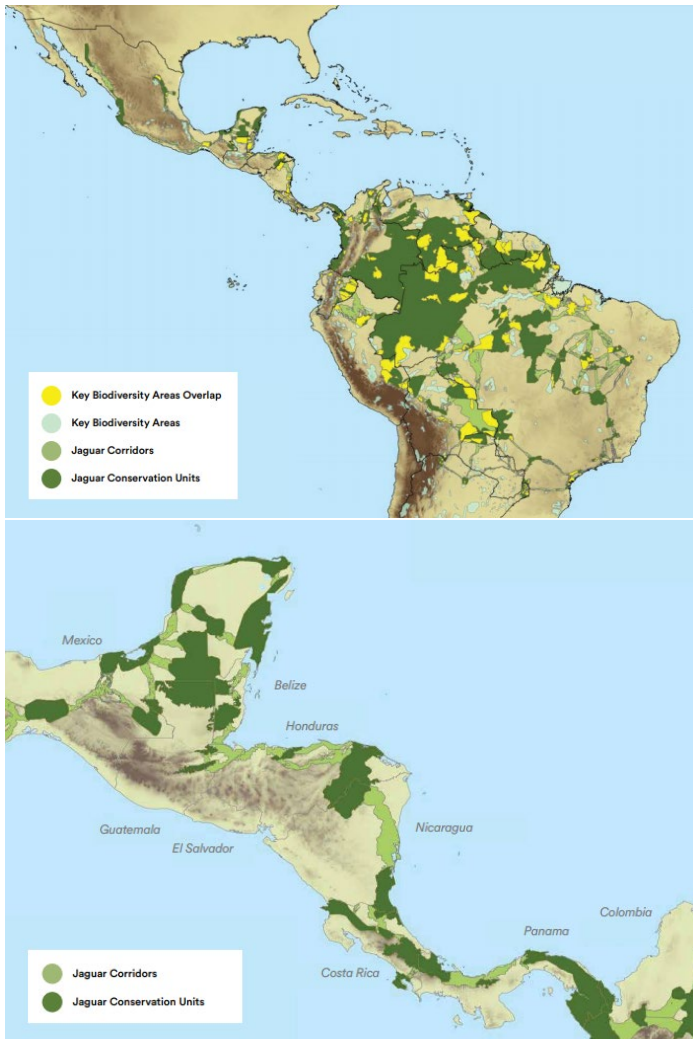 Key Biodiversity Areas Overlap
Key Biodiversity Areas
Jaguar Corridors
Jaguar Conservation Units
Mexico
Belize
Honduras
Guatemala
El Salvador
Nicaragua
Colombia
Panama
Costa Rica
Jaguar Corridors
Jaguar Conservation Units